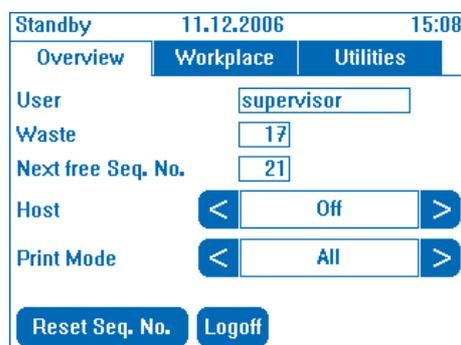 Standby 11.12.2006 15:08
Overview Workplace Utilities
User supervisor
Waste 17
Next free Seq. No. 21
Host < Off >
Print Mode < All >
Reset Seq. No. Logoff